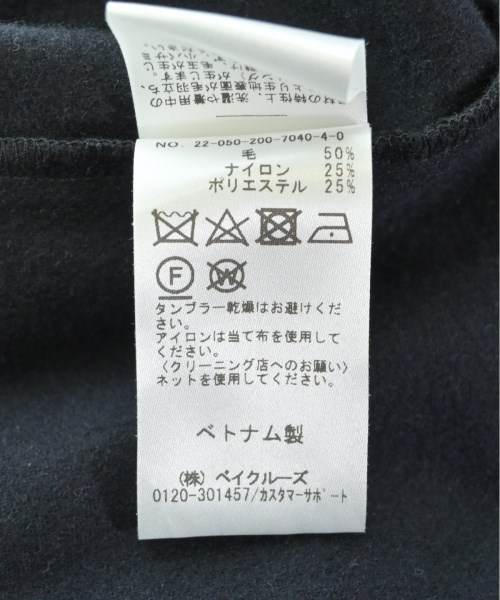 NO. 22-050-200-7040-4-0
毛 50%
ナイロン 25%
ポリエステル 25%
F
W
タンブラー乾燥はお避けくだ
さい。
アイロンは当て布を使用して
ください。
〈クリーニング店へのお願い〉
ネットを使用してください。
ベトナム製
(株) ベイクルーズ
0120-301457/カスタマーサポート